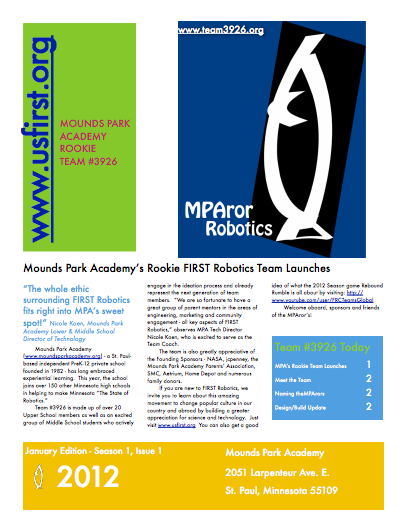 www.usfirst.org
MOUNDS PARK
ACADEMY
ROOKIE
TEAM #3926
www.team3926.org
MPAror
Robotics
Mounds Park Academy's Rookie FIRST Robotics Team Launches
"The whole ethic
surrounding FIRST Robotics
fits right into MPA's sweet
spot!" Nicole Koen, Mounds Park
Academy Lower & Middle School
Director of Technology
Mounds Park Academy
(www.moundsparkacademy.org) - a St. Paul-
based independent PreK-12 private school
founded in 1982 - has long embraced
experiential learning. This year, the school
joins over 150 other Minnesota high schools
in helping to make Minnesota "The State of
Robotics."
Team #3926 is made up of over 20
Upper School members as well as an excited
group of Middle School students who actively
engage in the ideation process and already
represent the next generation of team
members. "We are so fortunate to have a
great group of parent mentors in the areas of
engineering, marketing and community
engagement - all key aspects of FIRST
Robotics," observes MPA Tech Director
Nicole Koen, who is excited to serve as the
Team Coach.
The team is also greatly appreciative of
the founding Sponsors - NASA, jcpenney, the
Mounds Park Academy Parents' Association,
SMC, Aetrium, Home Depot and numerous
family donors.
If you are new to FIRST Robotics, we
invite you to learn about this amazing
movement to change popular culture in our
country and abroad by building a greater
appreciation for science and technology. Just
visit www.usfirst.org You can also get a good
idea of what the 2012 Season game Rebound
Rumble is all about by visiting: http://
www.youtube.com/user/FRCTeamsGlobal
Welcome aboard, sponsors and friends
of the MPAror's!
Team #3926 Today
MPA's Rookie Team Launches 1
Meet the Team 2
Naming theMPArors 2
Design/Build Update 2
January Edition - Season 1, Issue 1
2012
Mounds Park Academy
2051 Larpenteur Ave. E.
St. Paul, Minnesota 55109